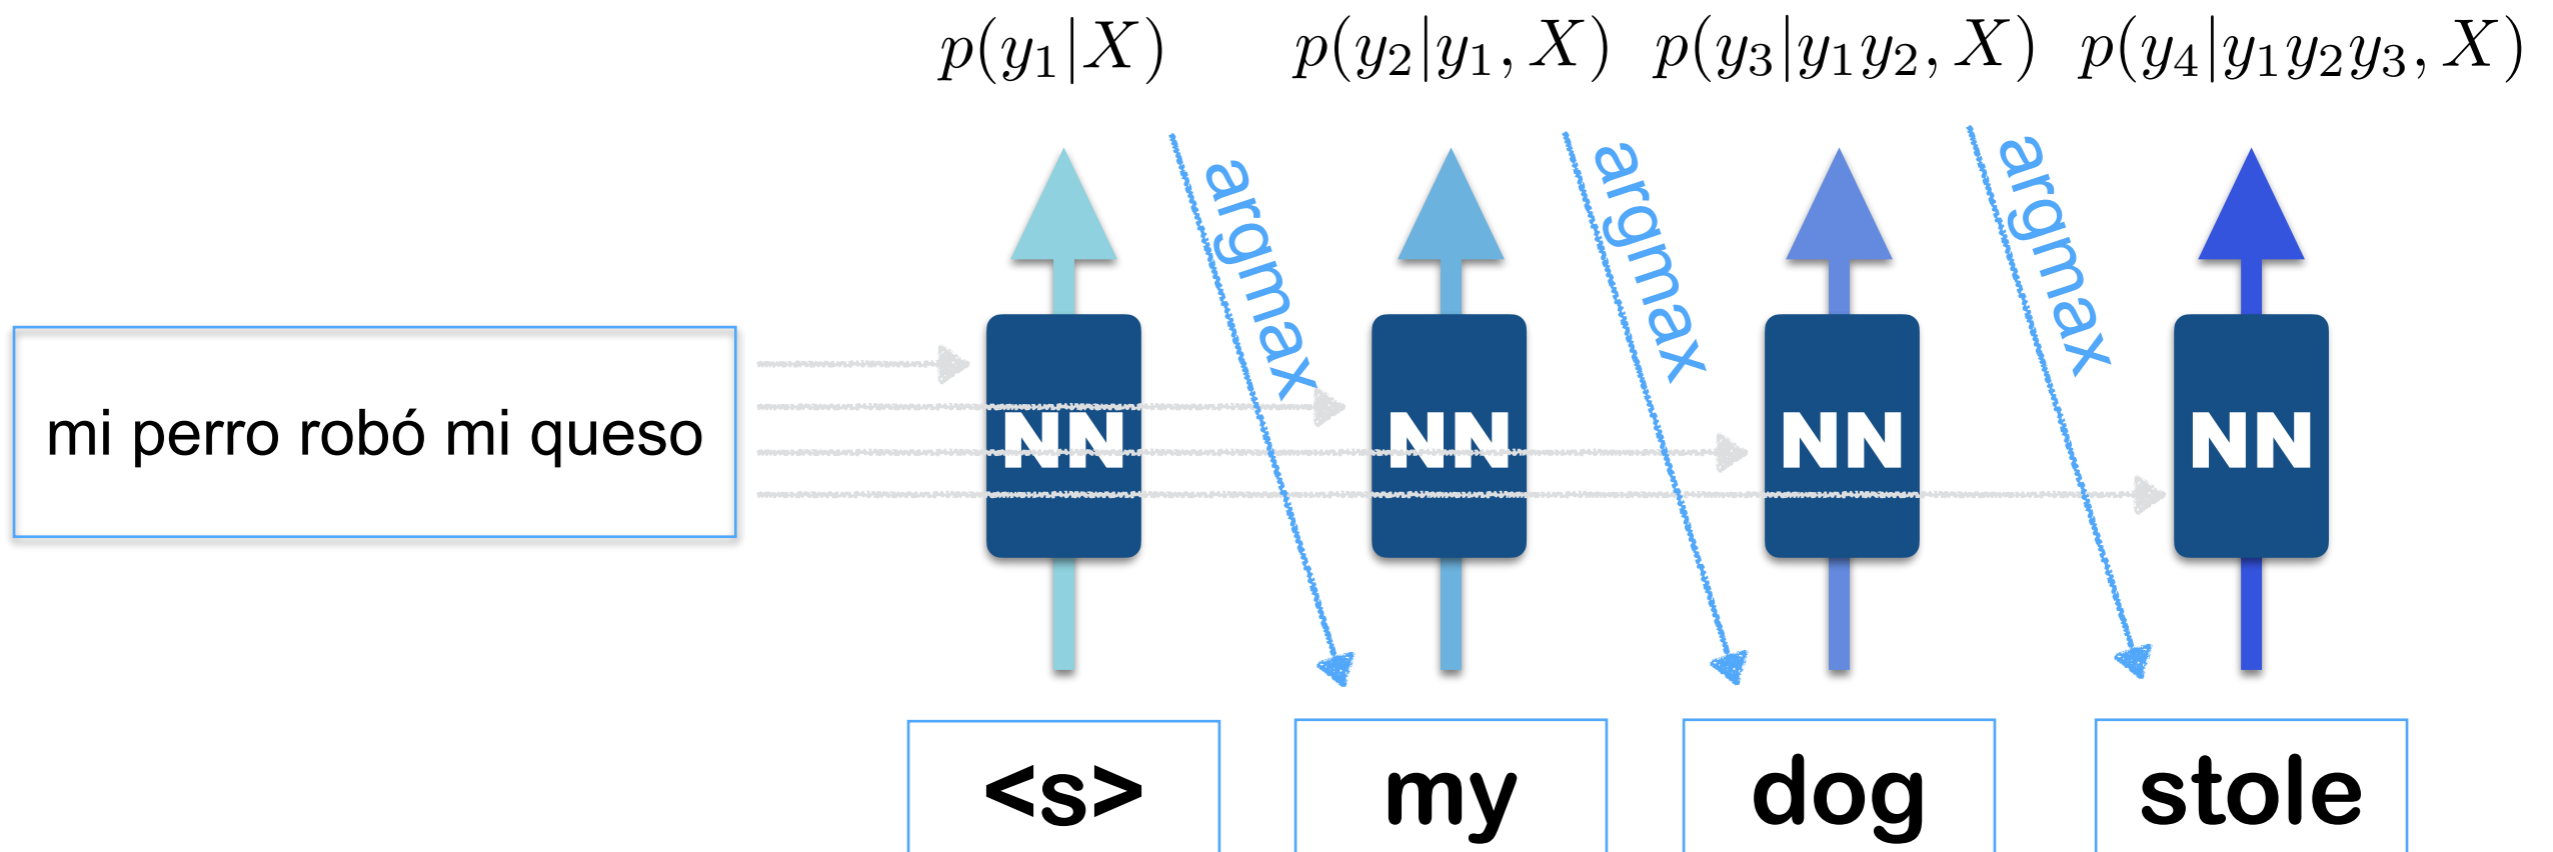 p(y₁|X) p(y₂|y₁, X) p(y₃|y₁y₂, X) p(y₄|y₁y₂y₃, X)
argmax argmax argmax
mi perro robó mi queso NN NN NN NN
<s> my dog stole